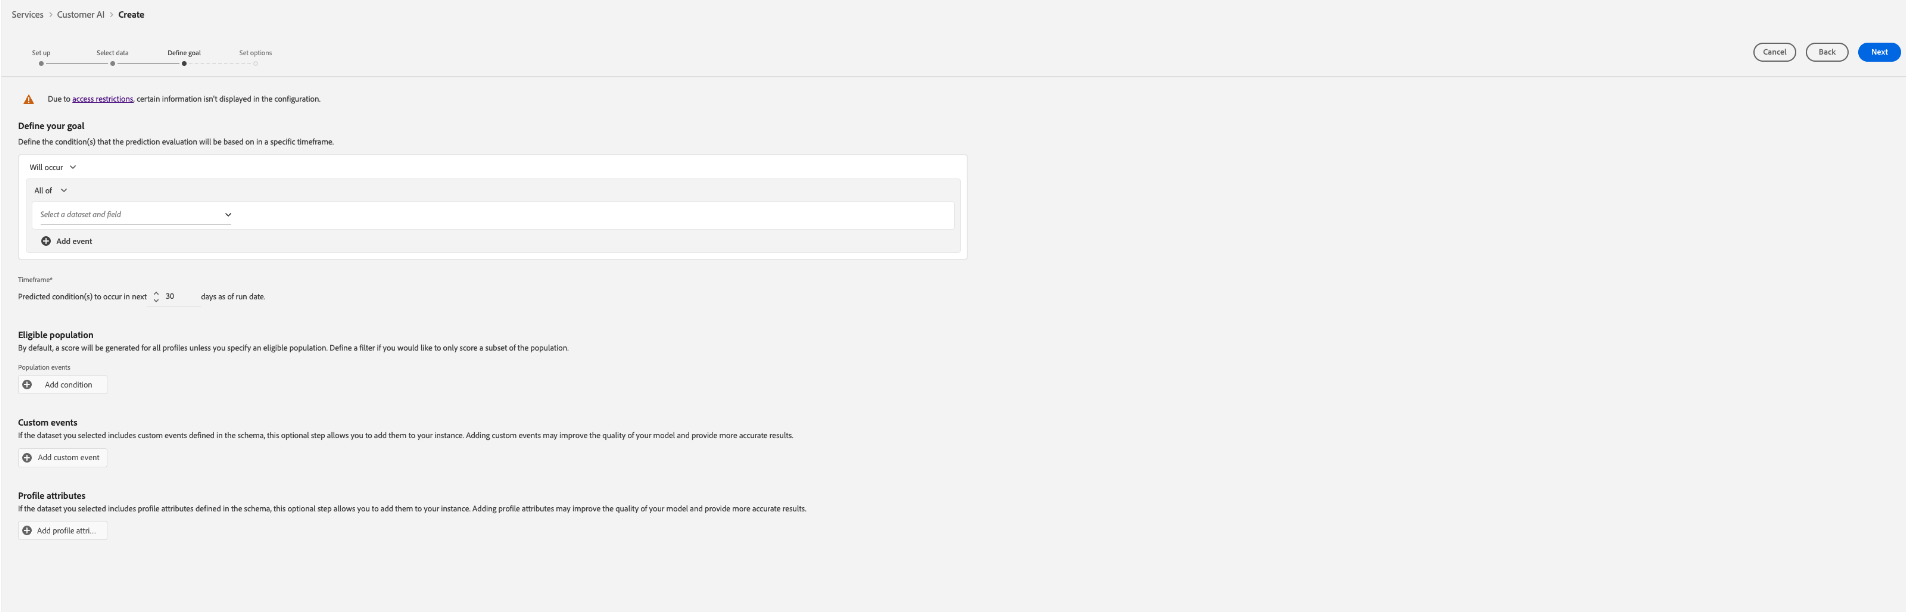 Services > Customer AI > Create
Set up Select data Define goal Set options
Cancel Back Next
Due to access restrictions, certain information isn't displayed in the configuration.
Define your goal
Define the condition(s) that the prediction evaluation will be based on in a specific timeframe.
Will occur
All of
Select a dataset and field
Add event
Timeframe*
Predicted condition(s) to occur in next 30 days as of run date.
Eligible population
By default, a score will be generated for all profiles unless you specify an eligible population. Define a filter if you would like to only score a subset of the population.
Population events
Add condition
Custom events
If the dataset you selected includes custom events defined in the schema, this optional step allows you to add them to your instance. Adding custom events may improve the quality of your model and provide more accurate results.
Add custom event
Profile attributes
If the dataset you selected includes profile attributes defined in the schema, this optional step allows you to add them to your instance. Adding profile attributes may improve the quality of your model and provide more accurate results.
Add profile attri...